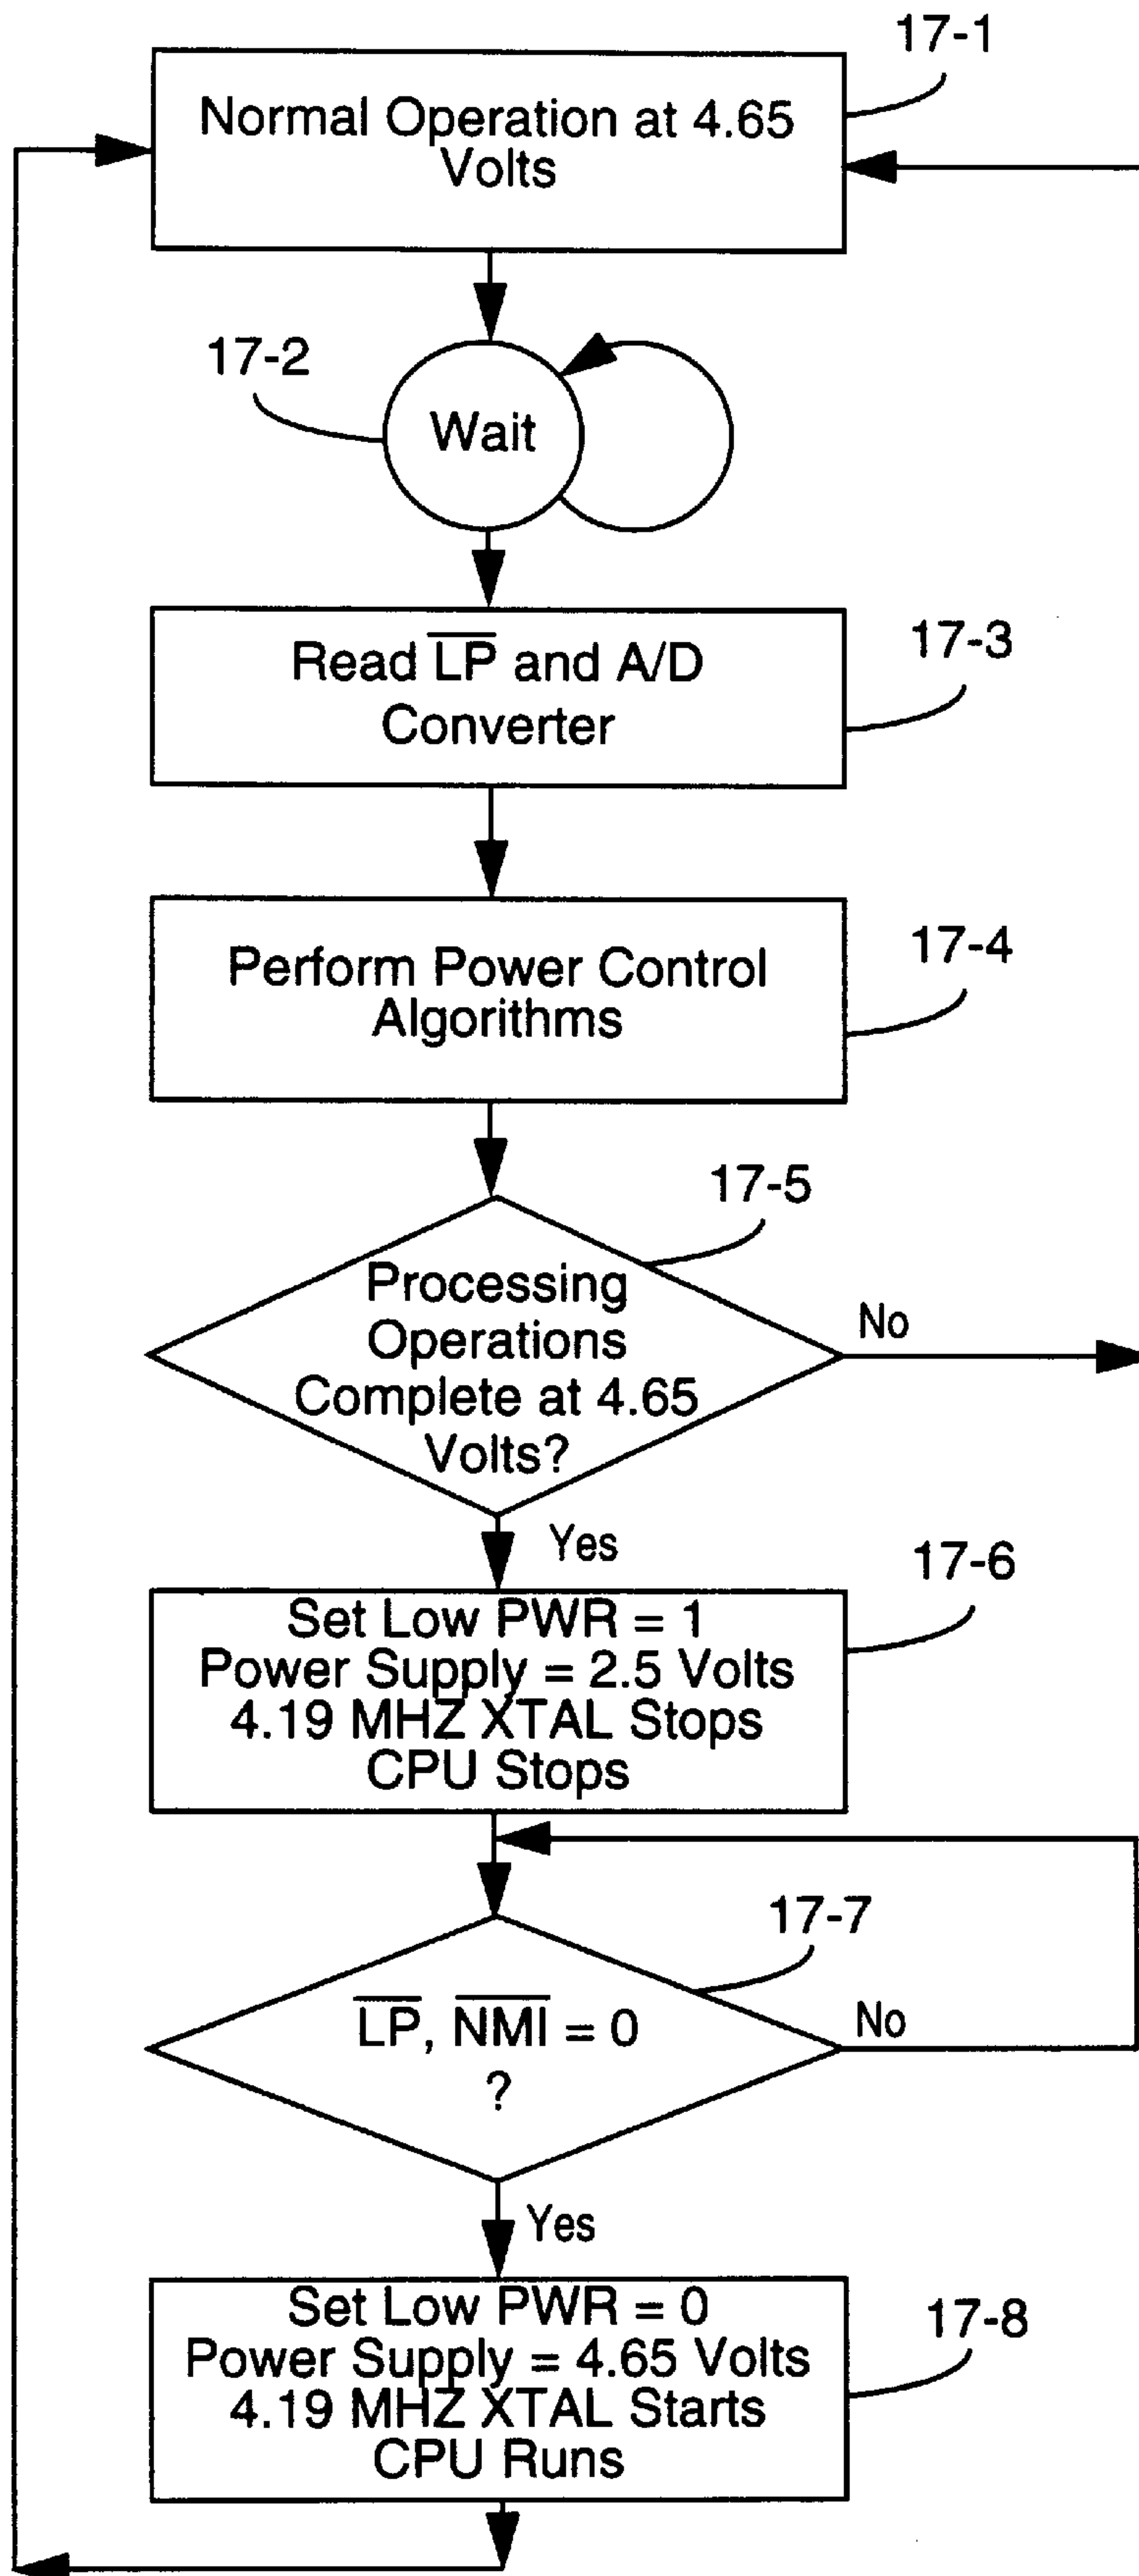 17-1
Normal Operation at 4.65
Volts
17-2
Wait
17-3
Read L̅P̅ and A/D
Converter
17-4
Perform Power Control
Algorithms
17-5
Processing
Operations
Complete at 4.65
Volts?
No
Yes
17-6
Set Low PWR = 1
Power Supply = 2.5 Volts
4.19 MHZ XTAL Stops
CPU Stops
17-7
L̅P̅, N̅M̅I̅ = 0
?
No
Yes
17-8
Set Low PWR = 0
Power Supply = 4.65 Volts
4.19 MHZ XTAL Starts
CPU Runs